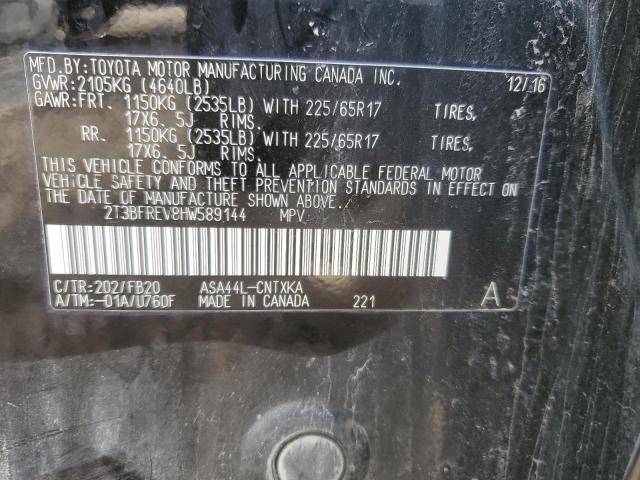 MFD.BY:TOYOTA MOTOR MANUFACTURING CANADA INC.
GVWR:2105KG (4640LB) 12/16
GAWR:FRT. 1150KG (2535LB) WITH 225/65R17 TIRES,
17X6. 5J RIMS.
RR. 1150KG (2535LB) WITH 225/65R17 TIRES,
17X6. 5J RIMS.
THIS VEHICLE CONFORMS TO ALL APPLICABLE FEDERAL MOTOR
VEHICLE SAFETY AND THEFT PREVENTION STANDARDS IN EFFECT ON
THE DATE OF MANUFACTURE SHOWN ABOVE.
2T3BFREV8HW589144 MPV
C/TR:202/FB20 ASA44L-CNTXKA
A/TM:-01A/U760F MADE IN CANADA 221 A